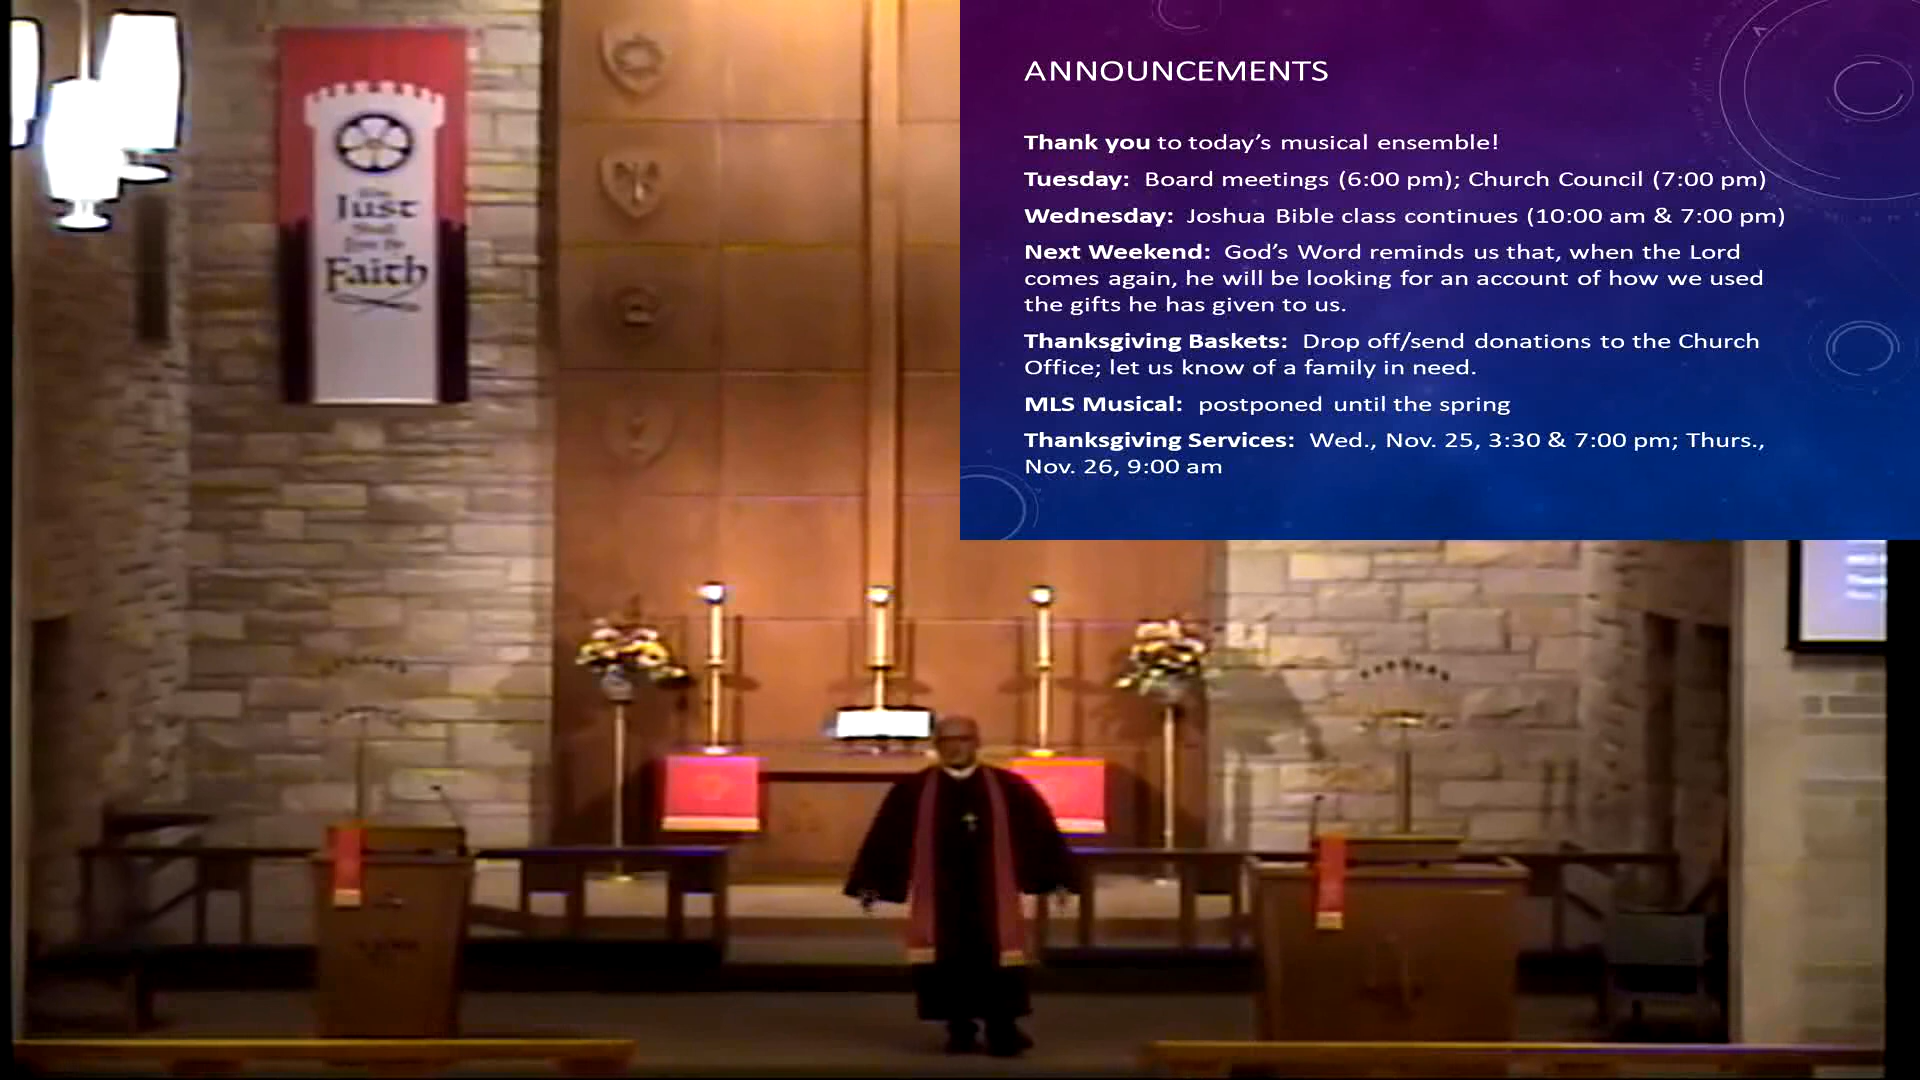 Just
Faith
ANNOUNCEMENTS
Thank you to today's musical ensemble!
Tuesday: Board meetings (6:00 pm); Church Council (7:00 pm)
Wednesday: Joshua Bible class continues (10:00 am & 7:00 pm)
Next Weekend: God's Word reminds us that, when the Lord
comes again, he will be looking for an account of how we used
the gifts he has given to us.
Thanksgiving Baskets: Drop off/send donations to the Church
Office; let us know of a family in need.
MLS Musical: postponed until the spring
Thanksgiving Services: Wed., Nov. 25, 3:30 & 7:00 pm; Thurs.,
Nov. 26, 9:00 am